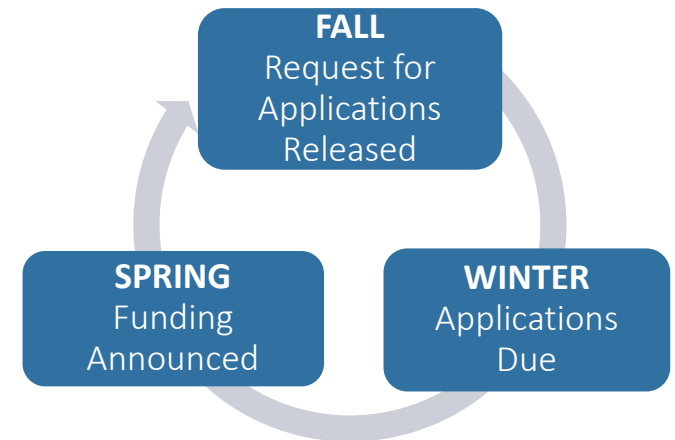 FALL
Request for
Applications
Released
WINTER
Applications
Due
SPRING
Funding
Announced